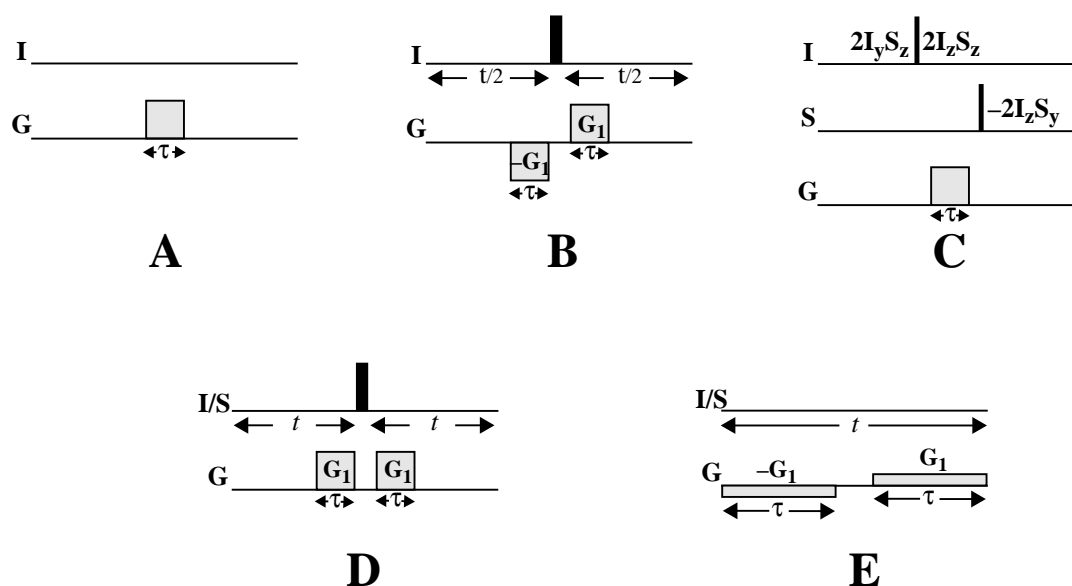 I
t/2 t/2
G
–G1
G1
τ
τ
B
I
G
τ
A
2IySz 2IzSz
I
S
–2IzSy
G
τ
C
I/S
t t
G
G1 G1
τ τ
D
I/S
t
G
–G1
G1
τ τ
E